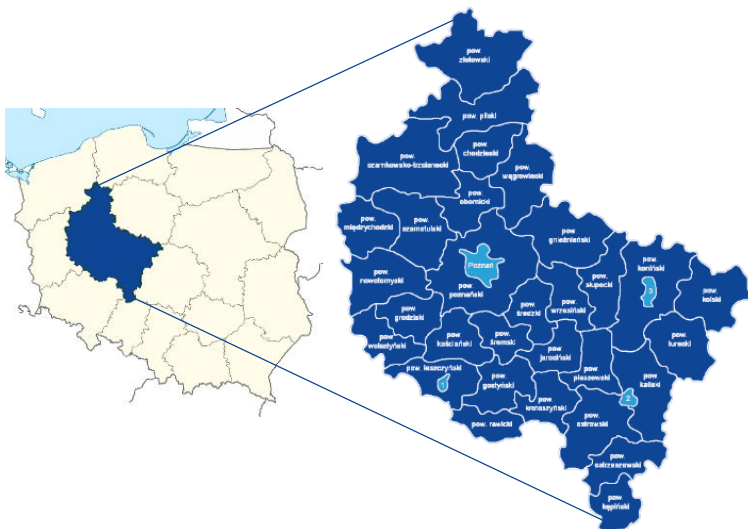 pow.
złotowski
pow. pilski
pow.
chodzieski
pow.
czarnkowsko-trzcianecki
pow.
wągrowiecki
pow.
obornicki
pow.
międzychodzki
pow.
szamotulski
pow
gnieźnieński
pow.
koniński
Poznań
pow.
słupecki
pow.
nowotomyski
pow.
poznański
3
pow.
kolski
pow.
średzki
pow.
wrzesiński
pow.
grodziski
pow.
wolsztyński
pow.
kościański
pow.
śremski
pow.
jarociński
pow.
turecki
pow. leszczyński
1
pow.
gostyński
pow.
pleszewski
pow.
kaliski
2
pow.
krotoszyński
pow. rawicki
pow.
ostrowski
pow.
ostrzeszowski
pow.
kępiński